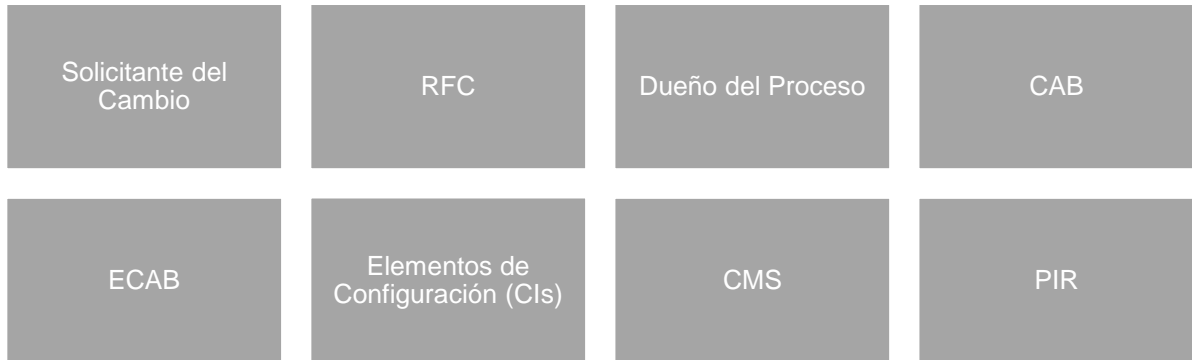 Solicitante del
Cambio
RFC
Dueño del Proceso
CAB
ECAB
Elementos de
Configuración (CIs)
CMS
PIR